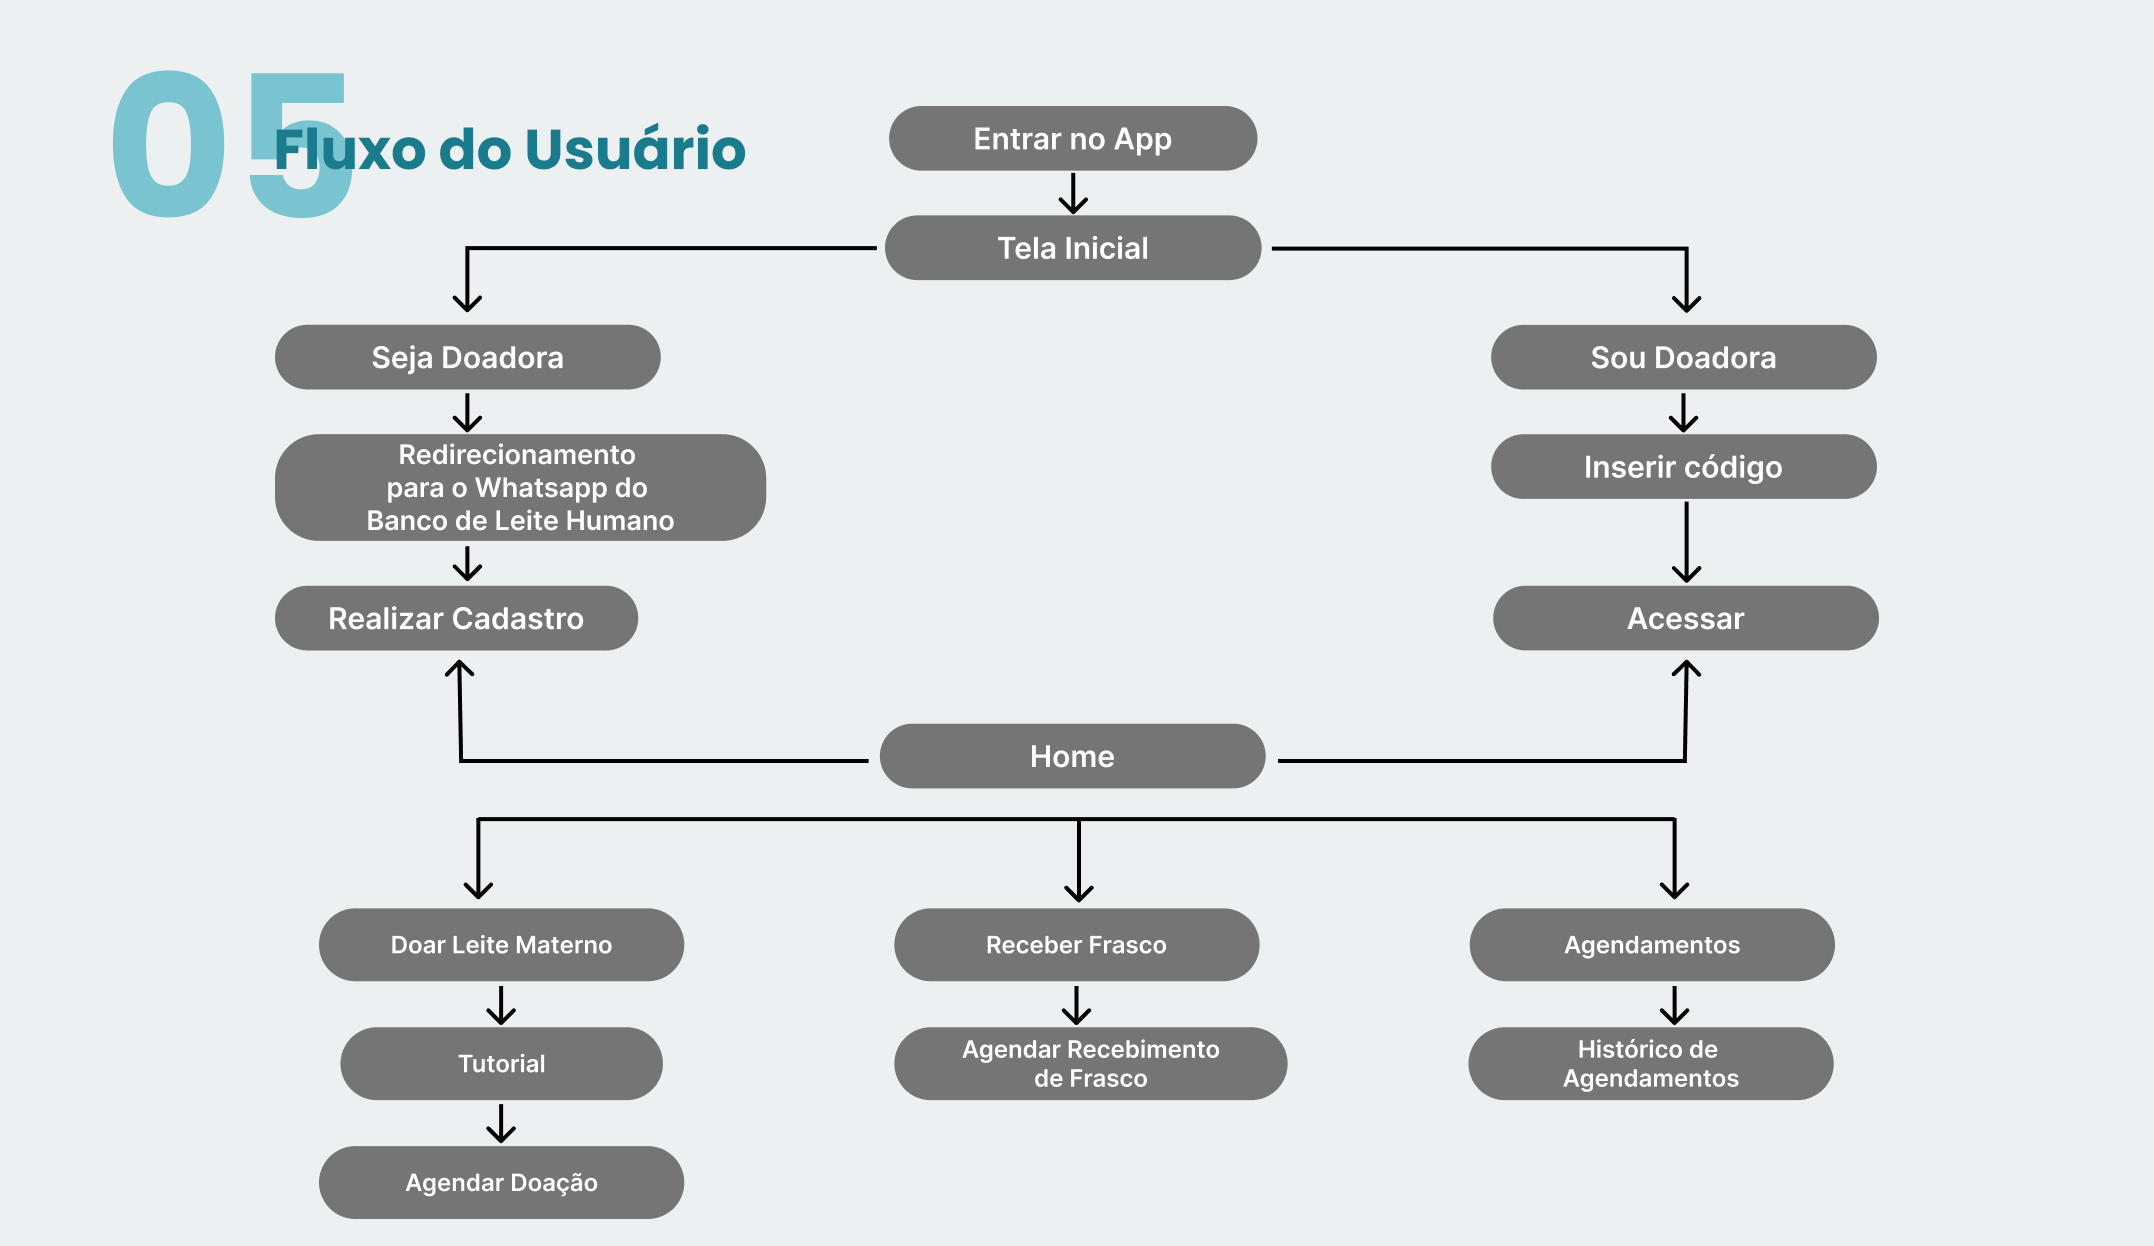 05
Fluxo do Usuário
Entrar no App
Tela Inicial
Seja Doadora
Sou Doadora
Redirecionamento
para o Whatsapp do
Banco de Leite Humano
Inserir código
Realizar Cadastro
Acessar
Home
Doar Leite Materno
Receber Frasco
Agendamentos
Tutorial
Agendar Recebimento
de Frasco
Histórico de
Agendamentos
Agendar Doação